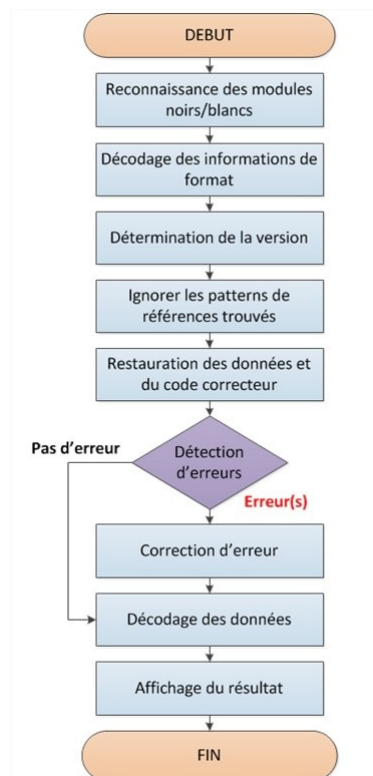 DEBUT
Reconnaissance des modules
noirs/blancs
Décodage des informations de
format
Détermination de la version
Ignorer les patterns de
références trouvés
Restauration des données et
du code correcteur
Pas d'erreur
Détection
d'erreurs
Erreur(s)
Correction d'erreur
Décodage des données
Affichage du résultat
FIN